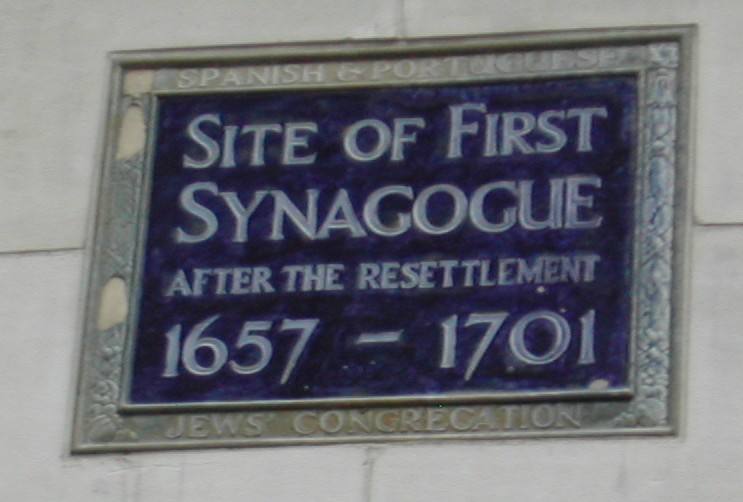 SPANISH & PORTUGUESE
SITE OF FIRST
SYNAGOGUE
AFTER THE RESETTLEMENT
1657 - 1701
JEWS' CONGREGATION